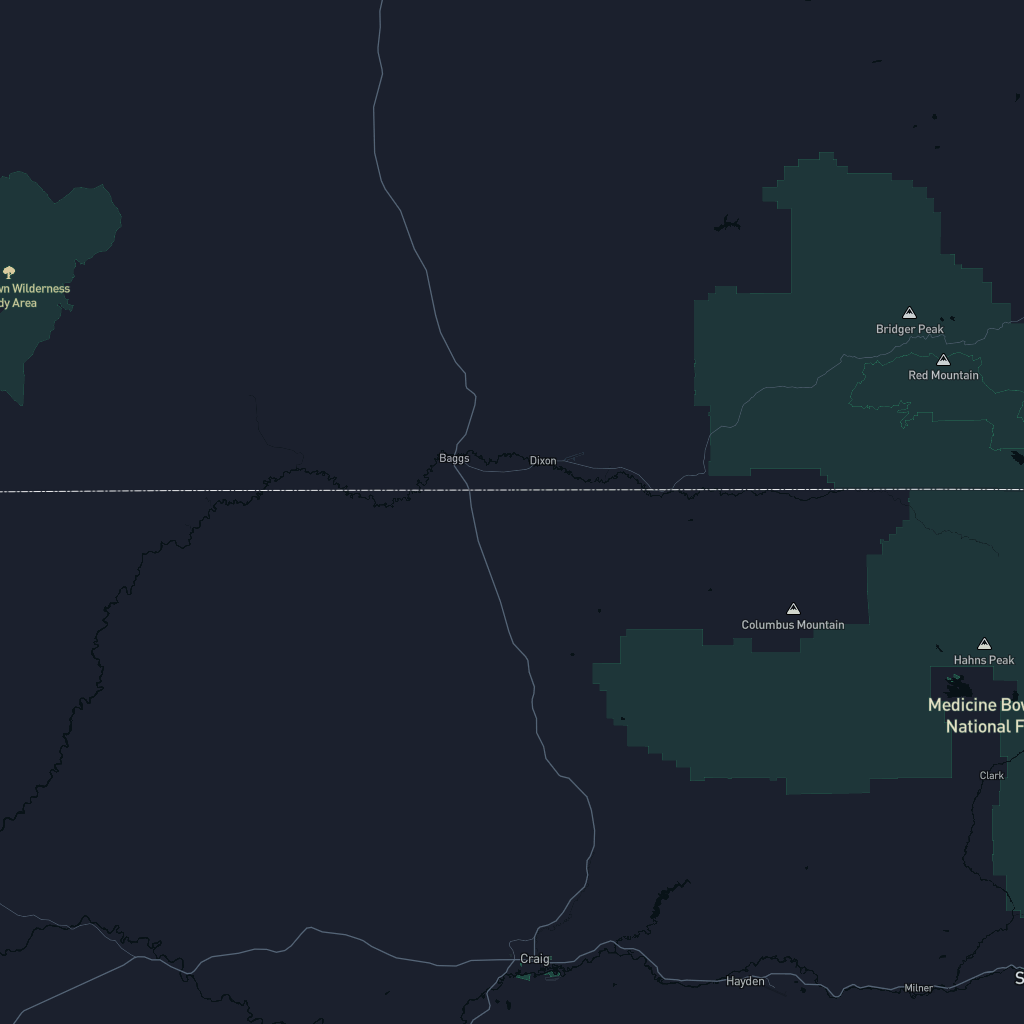 wn Wilderness
dy Area
Bridger Peak
Red Mountain
Baggs
Dixon
Columbus Mountain
Hahns Peak
Medicine Bow
National F
Clark
Craig
Hayden
Milner
S